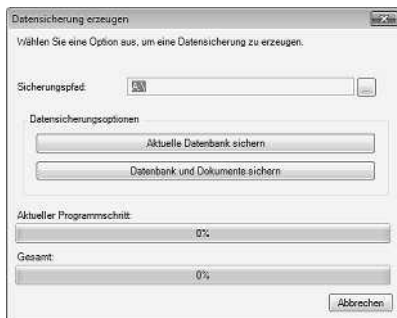 Datensicherung erzeugen
Wählen Sie eine Option aus, um eine Datensicherung zu erzeugen.
Sicherungspfad: A:\ ...
Datensicherungsoptionen
Aktuelle Datenbank sichern
Datenbank und Dokumente sichern
Aktueller Programmschritt:
0%
Gesamt:
0%
Abbrechen